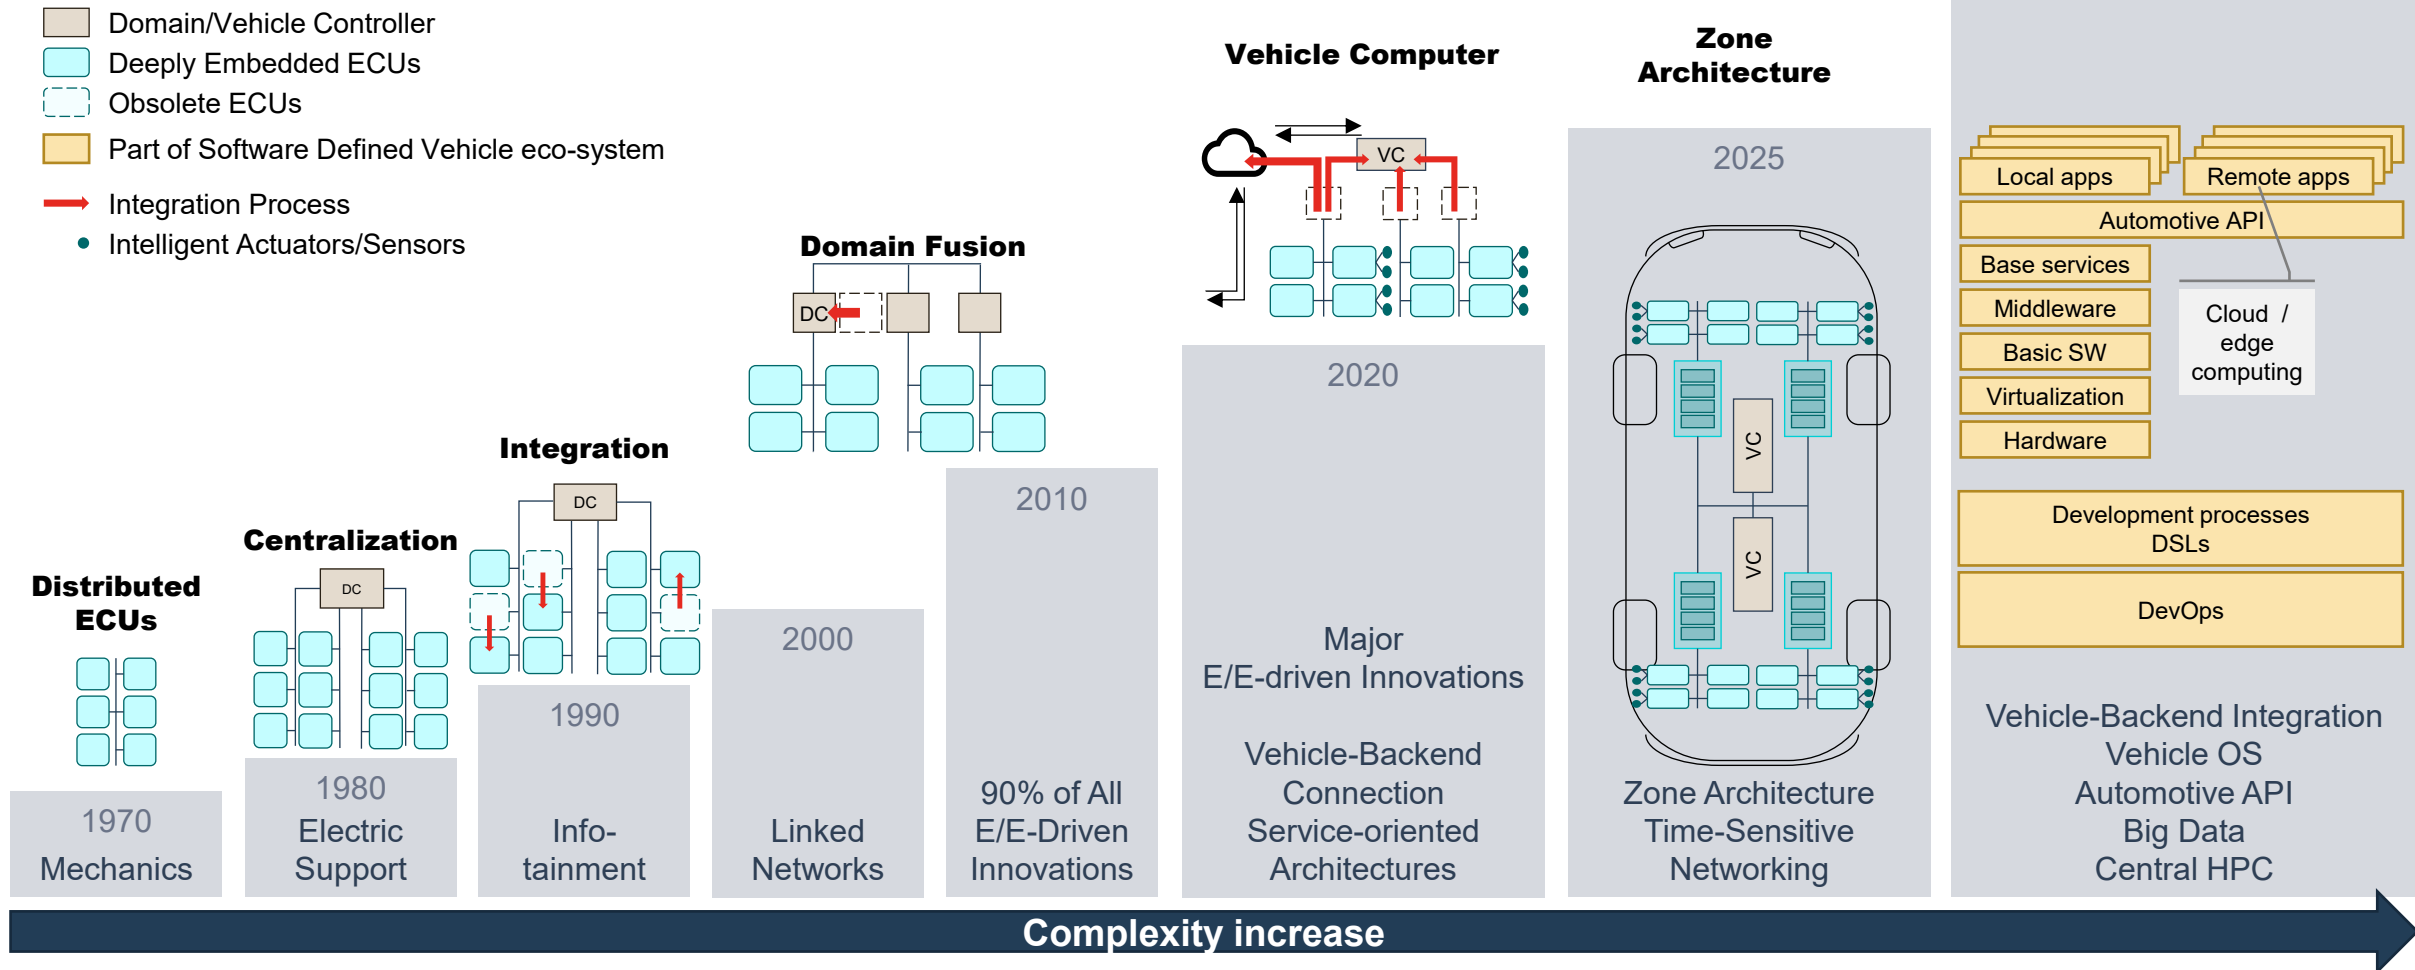 Domain/Vehicle Controller
Deeply Embedded ECUs
Obsolete ECUs
Part of Software Defined Vehicle eco-system
Integration Process
Intelligent Actuators/Sensors
Distributed
ECUs
1970
Mechanics
Centralization
DC
1980
Electric
Support
Integration
DC
1990
Info-
tainment
2000
Linked
Networks
Domain Fusion
DC
2010
90% of All
E/E-Driven
Innovations
Vehicle Computer
VC
2020
Major
E/E-driven Innovations
Vehicle-Backend
Connection
Service-oriented
Architectures
Zone
Architecture
2025
VC
VC
Zone Architecture
Time-Sensitive
Networking
Local apps
Remote apps
Automotive API
Base services
Middleware
Basic SW
Virtualization
Hardware
Cloud /
edge
computing
Development processes
DSLs
DevOps
Vehicle-Backend Integration
Vehicle OS
Automotive API
Big Data
Central HPC
Complexity increase